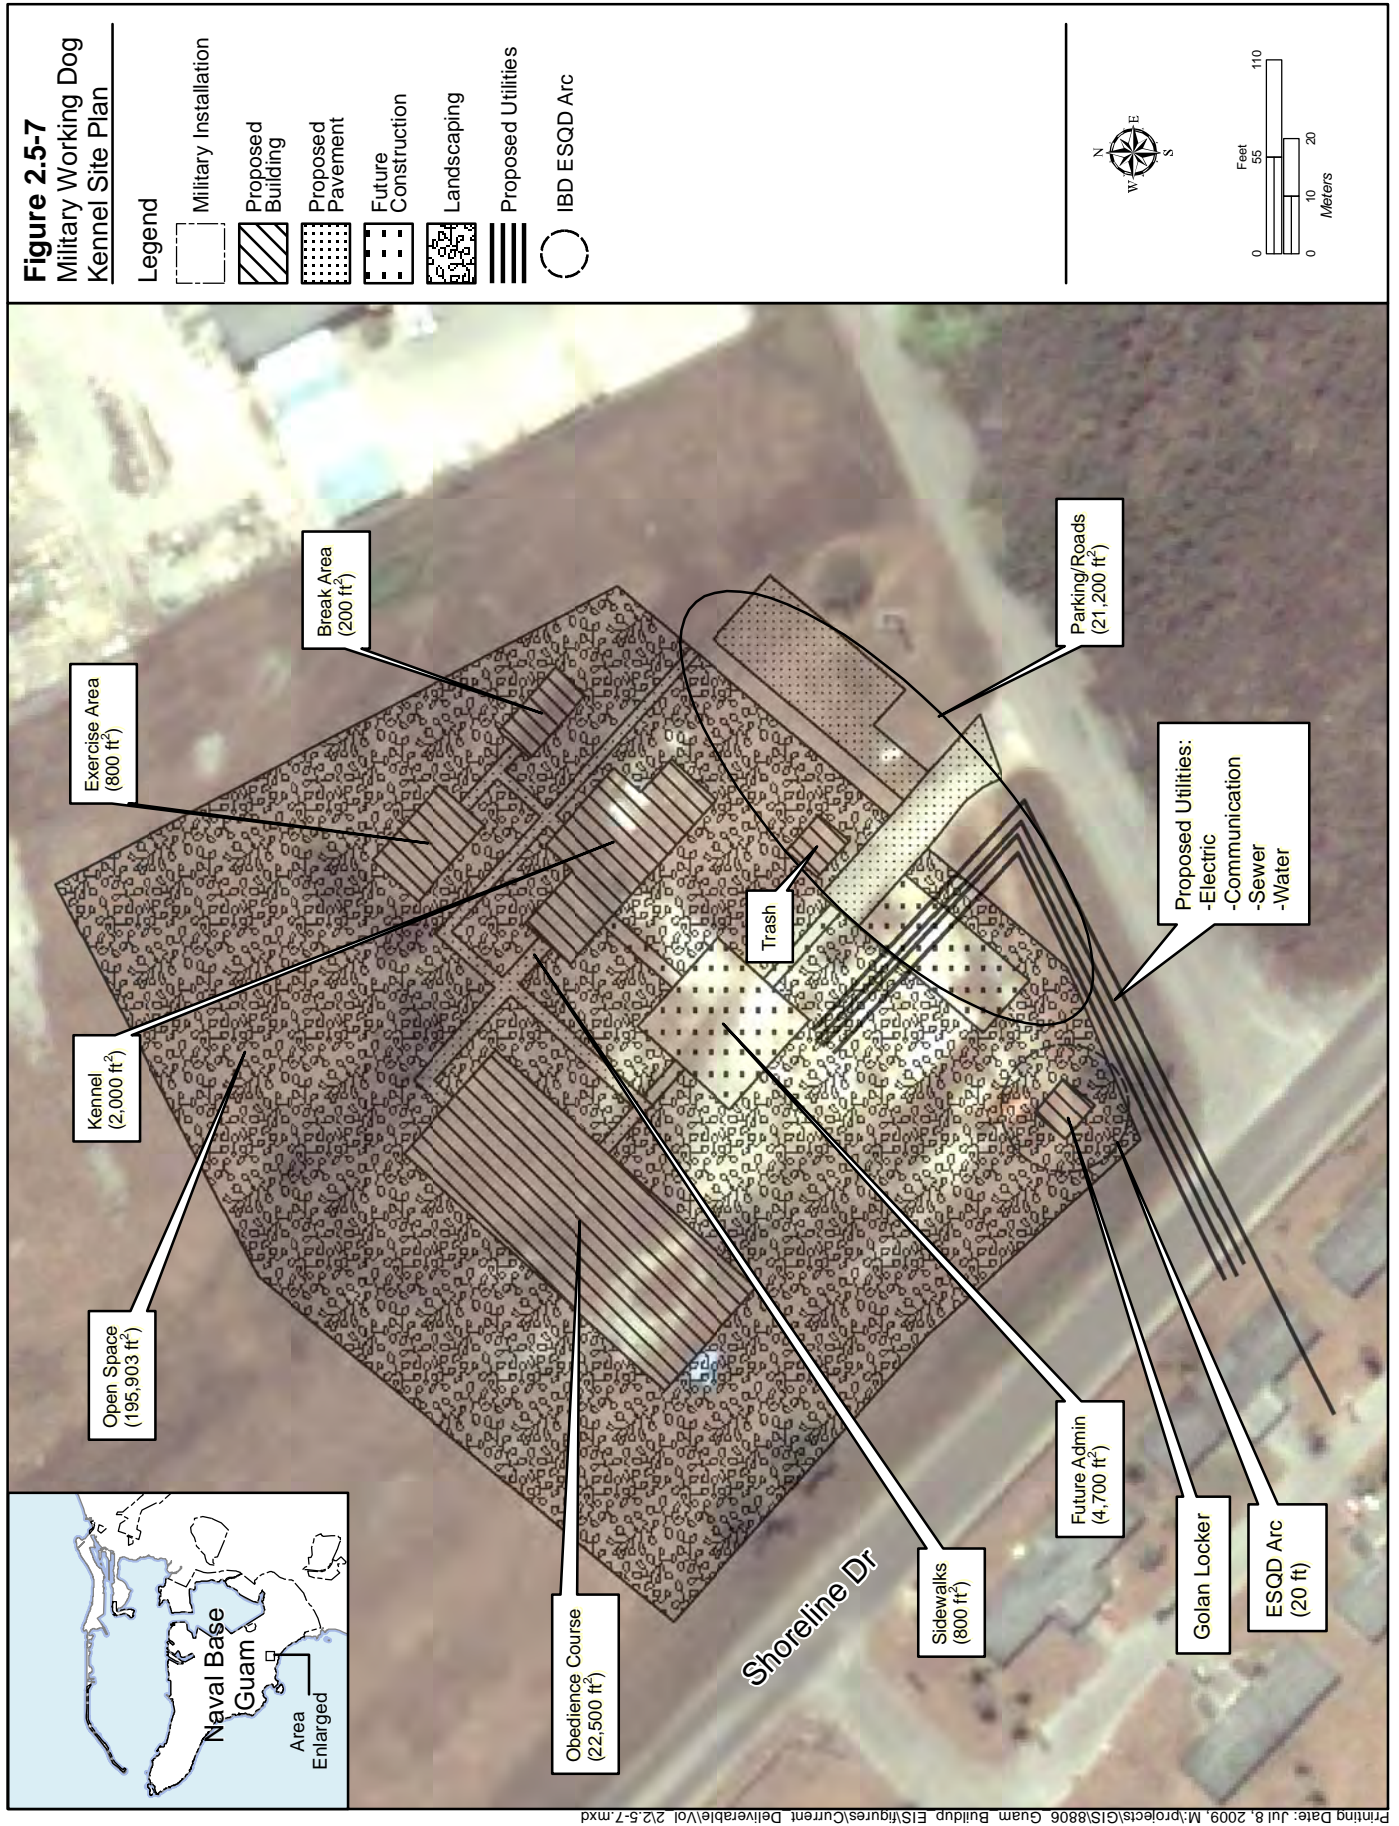 Figure 2.5-7
Military Working Dog
Kennel Site Plan
Legend
Military Installation
Proposed
Building
Proposed
Pavement
Future
Construction
Landscaping
Proposed Utilities
IBD ESQD Arc
N
W
E
S
Feet
0
55
110
0
10
20
Meters
Naval Base
Guam
Area
Enlarged
Open Space
(195,903 ft²)
Kennel
(2,000 ft²)
Exercise Area
(800 ft²)
Break Area
(200 ft²)
Obedience Course
(22,500 ft²)
Trash
Parking/Roads
(21,200 ft²)
Shoreline Dr
Sidewalks
(800 ft²)
Future Admin
(4,700 ft²)
Golan Locker
ESQD Arc
(20 ft)
Proposed Utilities:
-Electric
-Communication
-Sewer
-Water
Printing Date: Jul 8, 2009, M:\projects\GIS\8806_Guam_Buildup_EIS\figures\Current_Deliverable\Vol_2\2.5-7.mxd